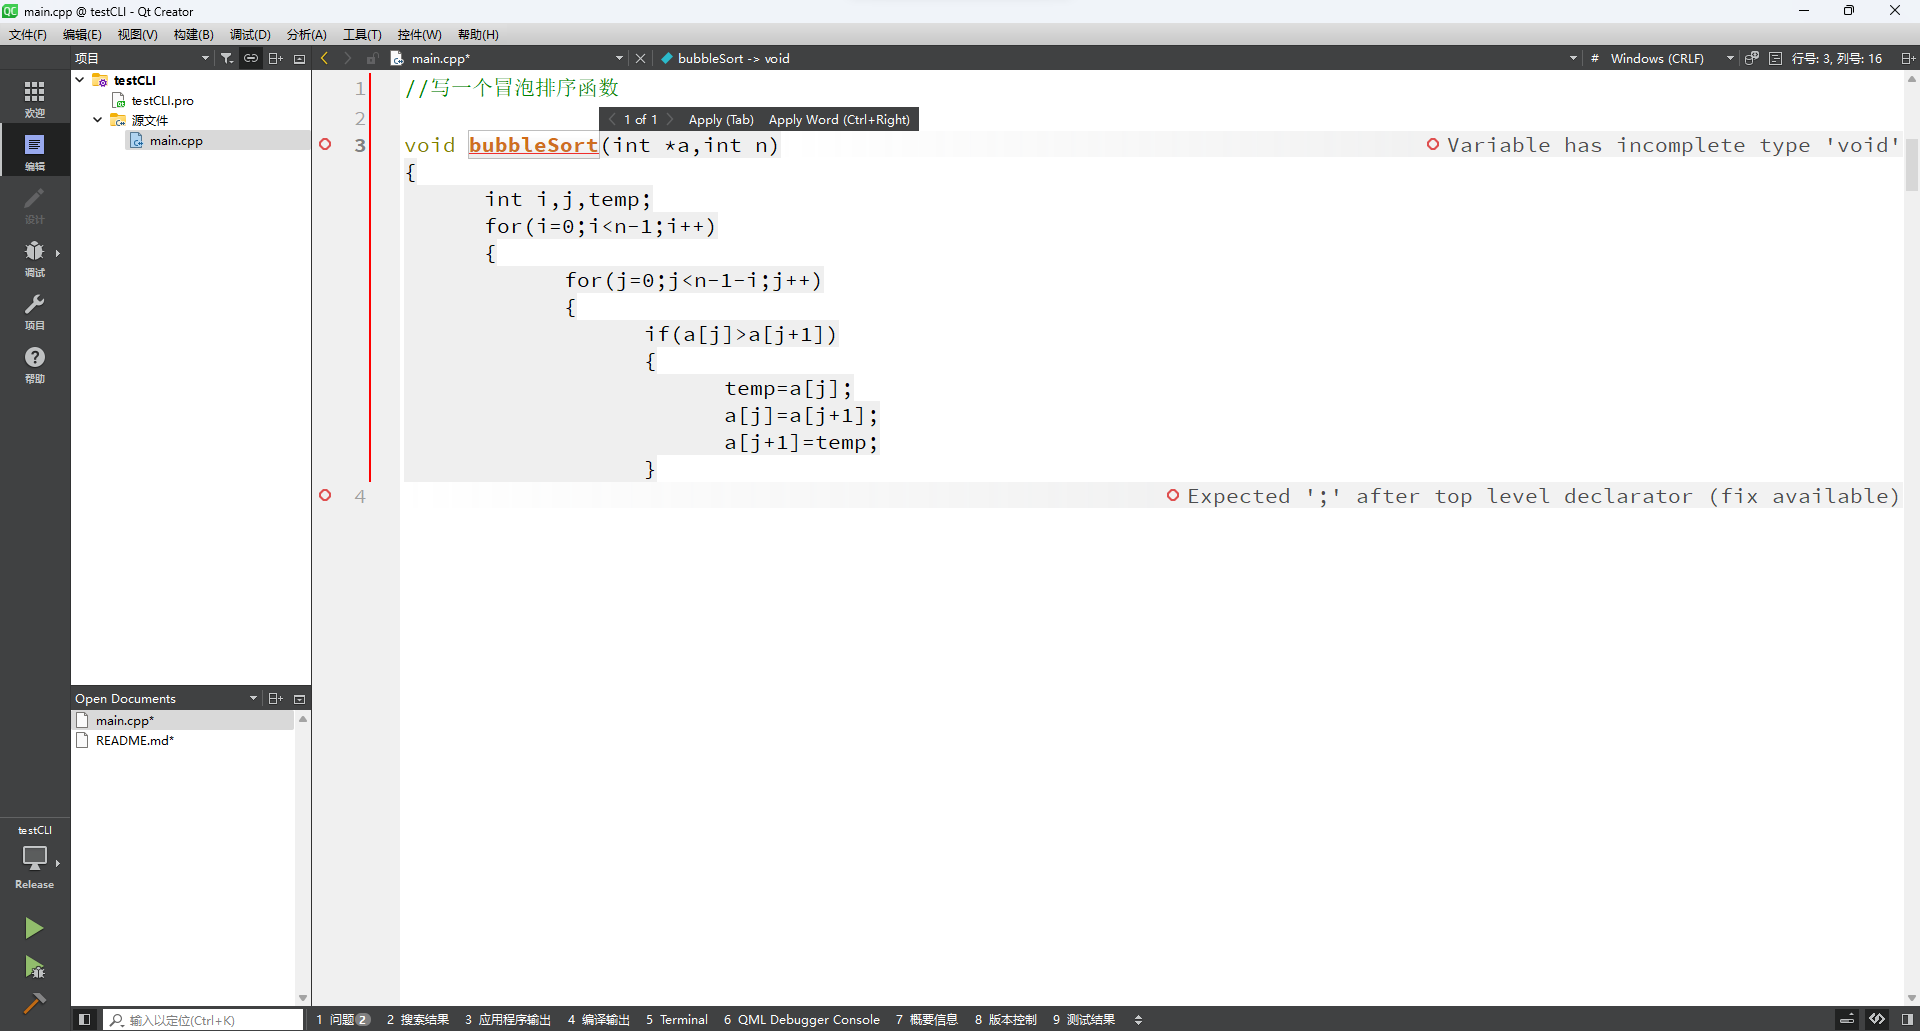 main.cpp @ testCLI - Qt Creator
文件(F) 编辑(E) 视图(V) 构建(B) 调试(D) 分析(A) 工具(T) 控件(W) 帮助(H)
项目
main.cpp*
bubbleSort -> void
# Windows (CRLF)
行号: 3, 列号: 16
欢迎
编辑
设计
调试
项目
帮助
testCLI
testCLI.pro
源文件
main.cpp
1 //写一个冒泡排序函数
2
1 of 1 Apply (Tab) Apply Word (Ctrl+Right)
3 void bubbleSort(int *a,int n) Variable has incomplete type 'void'
{
int i,j,temp;
for(i=0;i<n-1;i++)
{
for(j=0;j<n-1-i;j++)
{
if(a[j]>a[j+1])
{
temp=a[j];
a[j]=a[j+1];
a[j+1]=temp;
}
4 Expected ';' after top level declarator (fix available)
Open Documents
main.cpp*
README.md*
testCLI
Release
输入以定位(Ctrl+K)
1 问题 2 2 搜索结果 3 应用程序输出 4 编译输出 5 Terminal 6 QML Debugger Console 7 概要信息 8 版本控制 9 测试结果